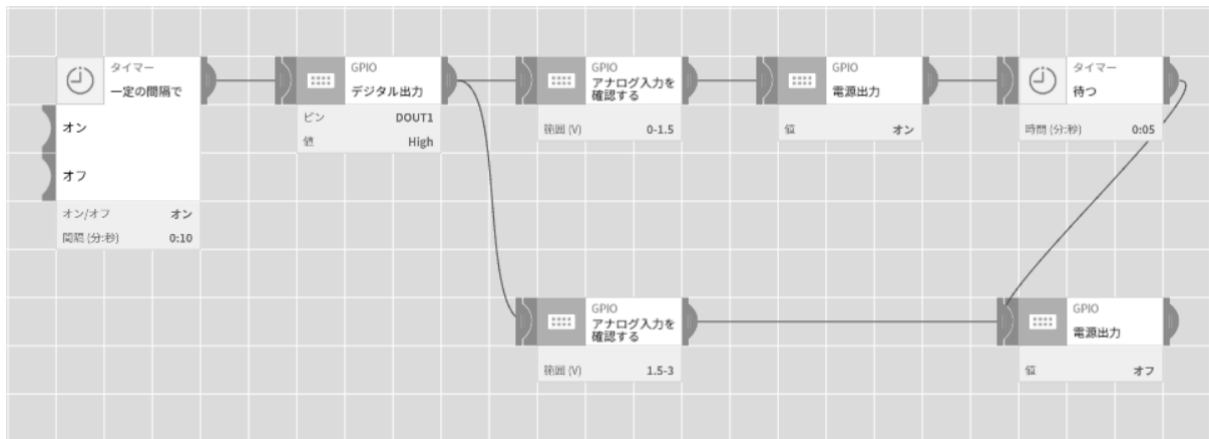 タイマー
一定の間隔で
オン
オフ
オン/オフ オン
間隔 (分:秒) 0:10
GPIO
デジタル出力
ピン DOUT1
値 High
GPIO
アナログ入力を
確認する
範囲 (V) 0-1.5
GPIO
電源出力
値 オン
タイマー
待つ
時間 (分:秒) 0:05
GPIO
アナログ入力を
確認する
範囲 (V) 1.5-3
GPIO
電源出力
値 オフ